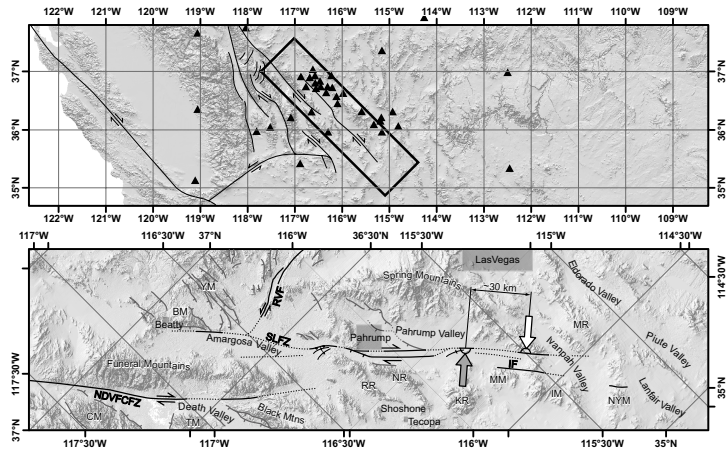 122°W 121°W 120°W 119°W 118°W 117°W 116°W 115°W 114°W 113°W 112°W 111°W 110°W 109°W
37°N 37°N
36°N 36°N
35°N 35°N
122°W 121°W 120°W 119°W 118°W 117°W 116°W 115°W 114°W 113°W 112°W 111°W 110°W 109°W
117°W 116°30'W 37°N 116°W 36°30'N 115°30'W 115°W 114°30'W
LasVegas
Spring Mountains
Eldorado Valley
114°30'W
~30 km
YM
RVF
BM
Beatty
SLFZ
Amargosa Valley
Pahrump
Pahrump Valley
MR
Piute Valley
Ivanpah Valley
Funeral Mountains
IF
117°30'W
RR
NR
MM
35°N
NDVFCFZ
KR
IM
NYM
Lanfair Valley
Death Valley
Black Mtns
Shoshone
CM
TM
Tecopa
37°N
117°30'W 117°W 116°30'W 116°W 115°30'W 35°N